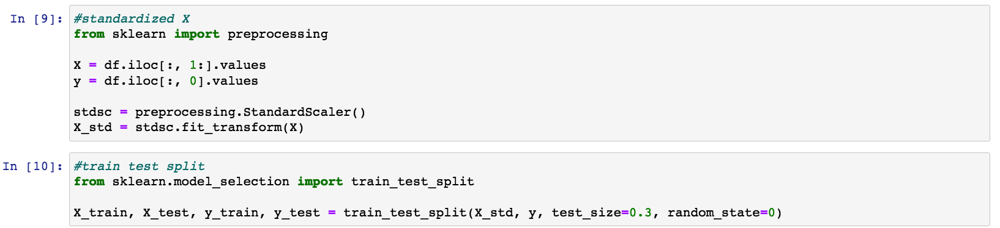 In [9]: #standardized X
from sklearn import preprocessing
X = df.iloc[:, 1:].values
y = df.iloc[:, 0].values
stdsc = preprocessing.StandardScaler()
X_std = stdsc.fit_transform(X)
In [10]: #train test split
from sklearn.model_selection import train_test_split
X_train, X_test, y_train, y_test = train_test_split(X_std, y, test_size=0.3, random_state=0)